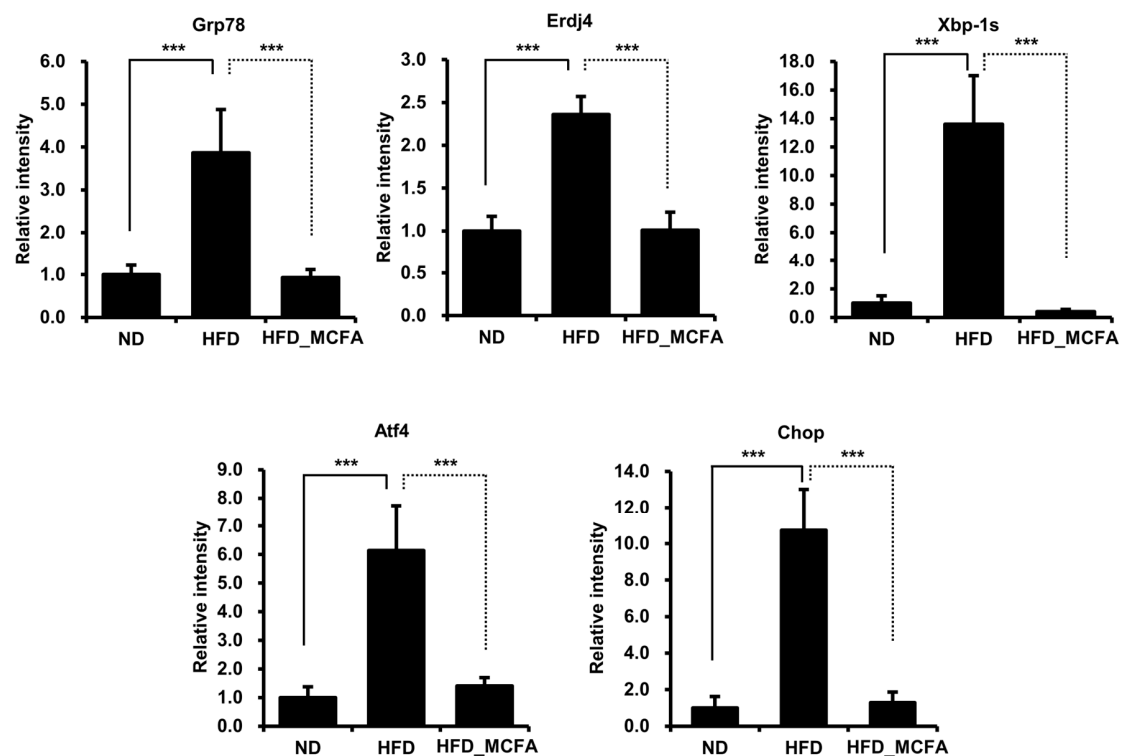 Grp78
***
***
Relative intensity
6.0
5.0
4.0
3.0
2.0
1.0
0.0
ND
HFD
HFD_MCFA
Erdj4
***
***
Relative intensity
3.0
2.5
2.0
1.5
1.0
0.5
0.0
ND
HFD
HFD_MCFA
Xbp-1s
***
***
Relative intensity
18.0
16.0
14.0
12.0
10.0
8.0
6.0
4.0
2.0
0.0
ND
HFD
HFD_MCFA
Atf4
***
***
Relative intensity
9.0
8.0
7.0
6.0
5.0
4.0
3.0
2.0
1.0
0.0
ND
HFD
HFD_MCFA
Chop
***
***
Relative intensity
14.0
12.0
10.0
8.0
6.0
4.0
2.0
0.0
ND
HFD
HFD_MCFA